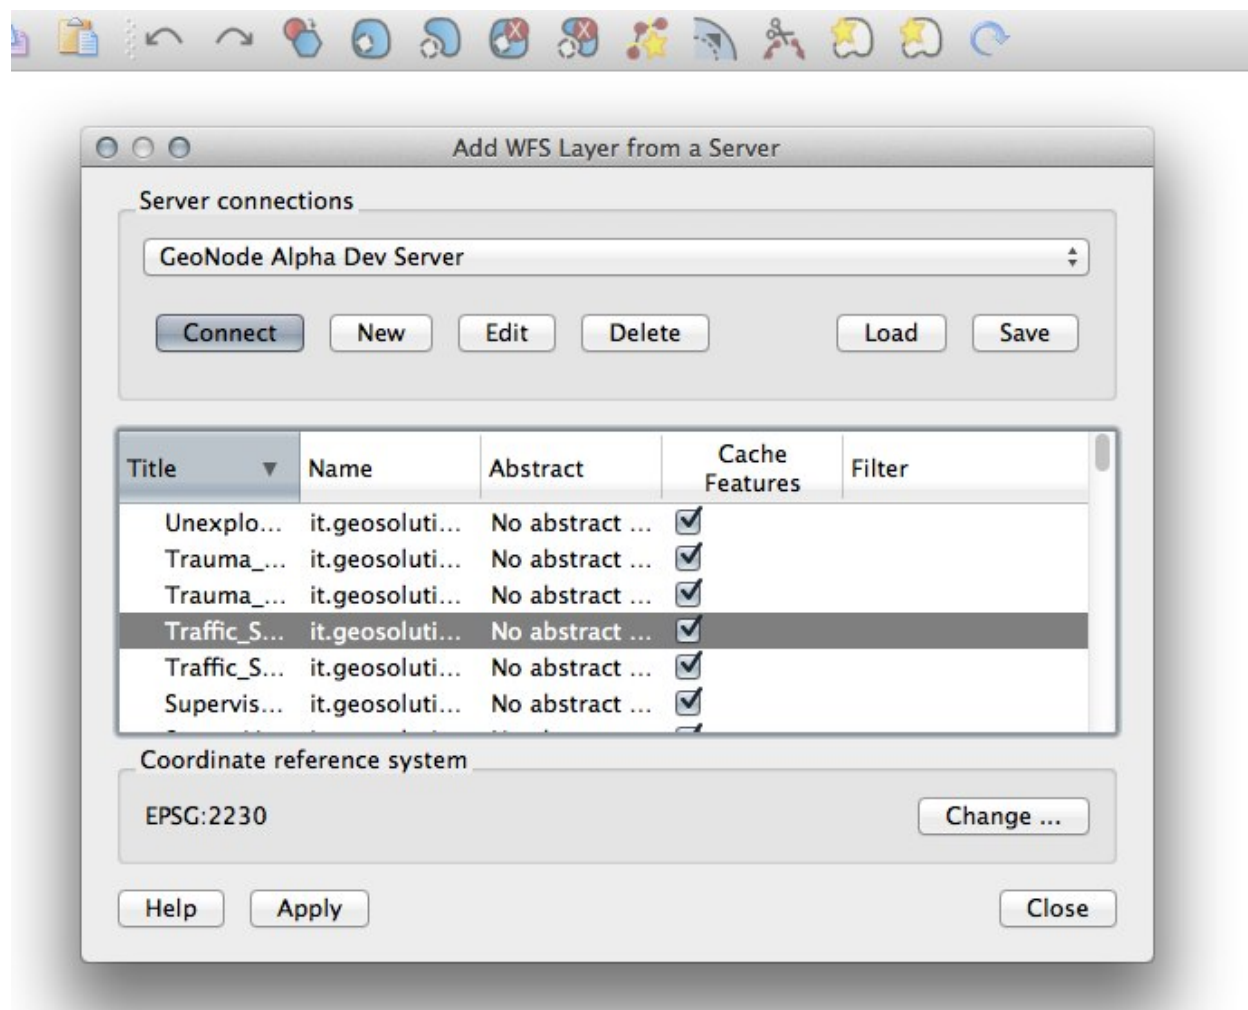 Add WFS Layer from a Server
Server connections
GeoNode Alpha Dev Server
Connect New Edit Delete Load Save
Title Name Abstract Cache Features Filter
Unexplo... it.geosoluti... No abstract ...
Trauma_... it.geosoluti... No abstract ...
Trauma_... it.geosoluti... No abstract ...
Traffic_S... it.geosoluti... No abstract ...
Traffic_S... it.geosoluti... No abstract ...
Supervis... it.geosoluti... No abstract ...
Coordinate reference system
EPSG:2230 Change ...
Help Apply Close